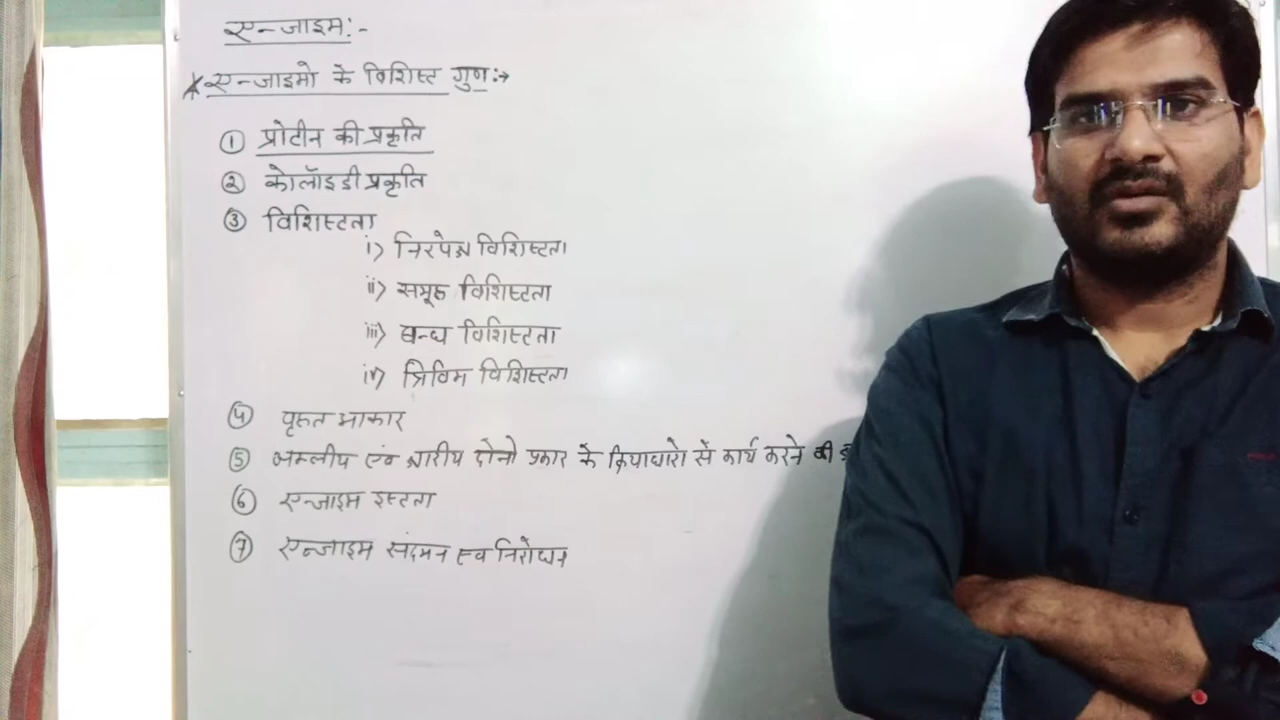 एन्जाइम:-
* एन्जाइमो के विशिस्ट गुण:→
① प्रोटीन की प्रकृति
② कोलॉइडी प्रकृति
③ विशिस्टता
i) निरपेक्ष विशिस्टता
ii) समूह विशिस्टता
iii) बन्ध विशिस्टता
iv) त्रिविम विशिस्टता
④ वृहत आकार
⑤ अम्लीय एवं क्षारीय दोनो प्रकार के क्रियाधारो से कार्य करने की
⑥ एन्जाइम इस्टता
⑦ एन्जाइम संदमन एव निरोधन